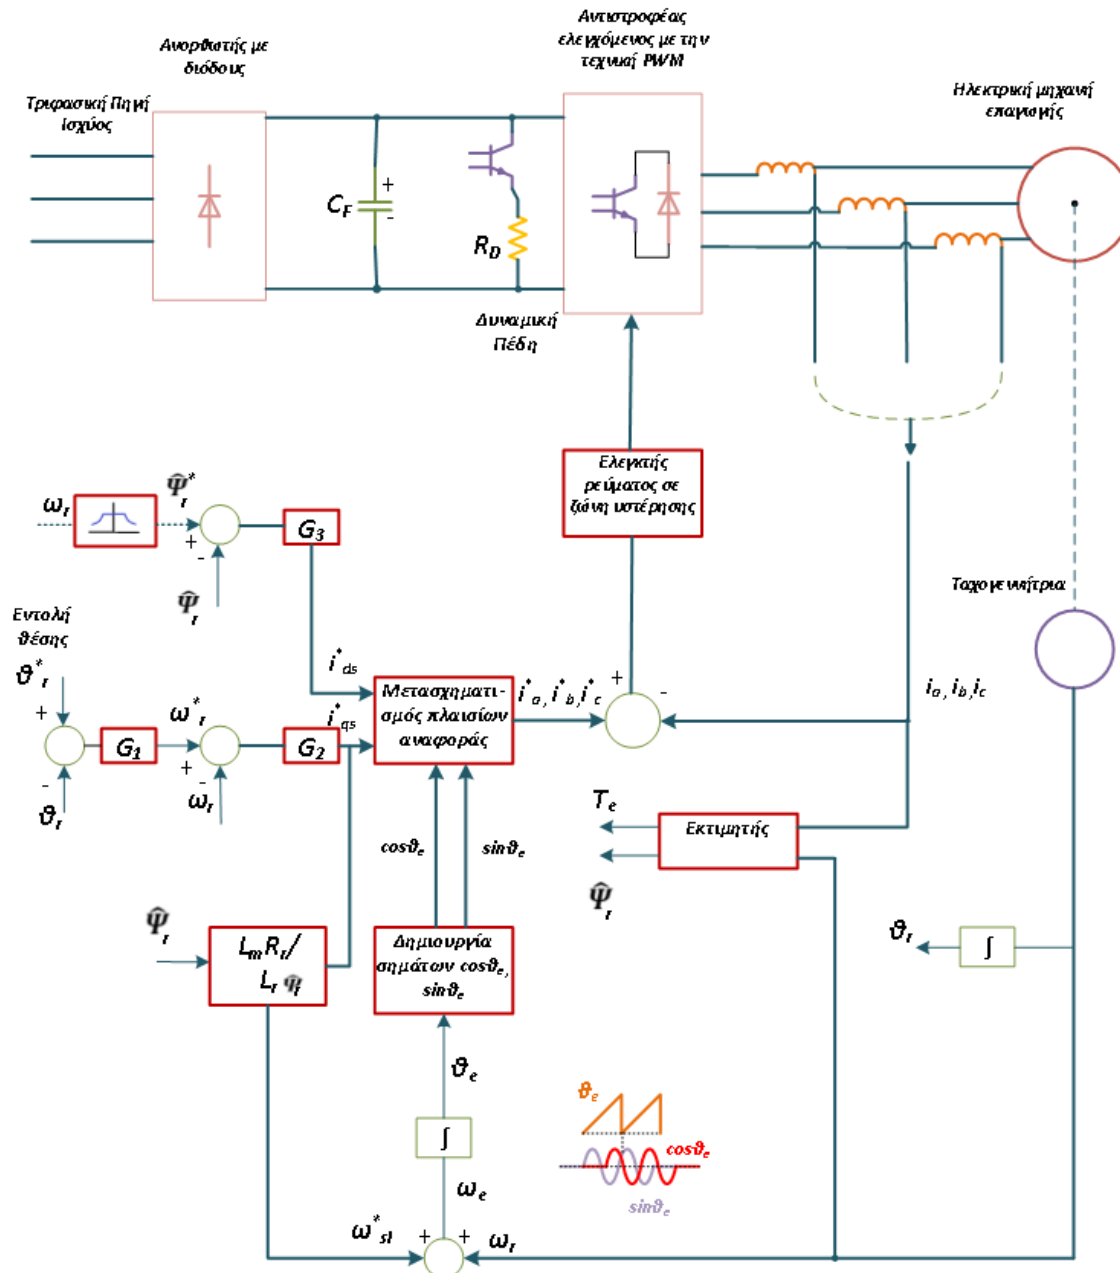 Αντιστροφέας
ελεγχόμενος με την
τεχνική PWM
Ανορθωτής με
διόδους
Ηλεκτρική μηχανή
επαγωγής
Τριφασική Πηγή
Ισχύος
C_F
+
-
R_D
Δυναμική
Πέδη
Ελεγκτής
ρεύματος σε
ζώνη υστέρησης
ω_r
Ψ̂*_r
+
-
G_3
Ψ̂_r
Ταχογεννήτρια
Εντολή
θέσης
ϑ*_r
i*_ds
Μετασχηματι-
σμός πλαισίων
αναφοράς
i*_a, i*_b, i*_c
+
-
i_a, i_b, i_c
+
-
G_1
ω*_r
+
-
G_2
i*_qs
ϑ_r
ω_r
cosϑ_e
sinϑ_e
T_e
Εκτιμητής
Ψ̂_r
Ψ̂_r
L_m R_r/
L_r Ψ̂_r
Δημιουργία
σημάτων cosϑ_e,
sinϑ_e
ϑ_r
∫
ϑ_e
∫
ω_e
ϑ_e
cosϑ_e
sinϑ_e
ω*_sl
+
+
ω_r